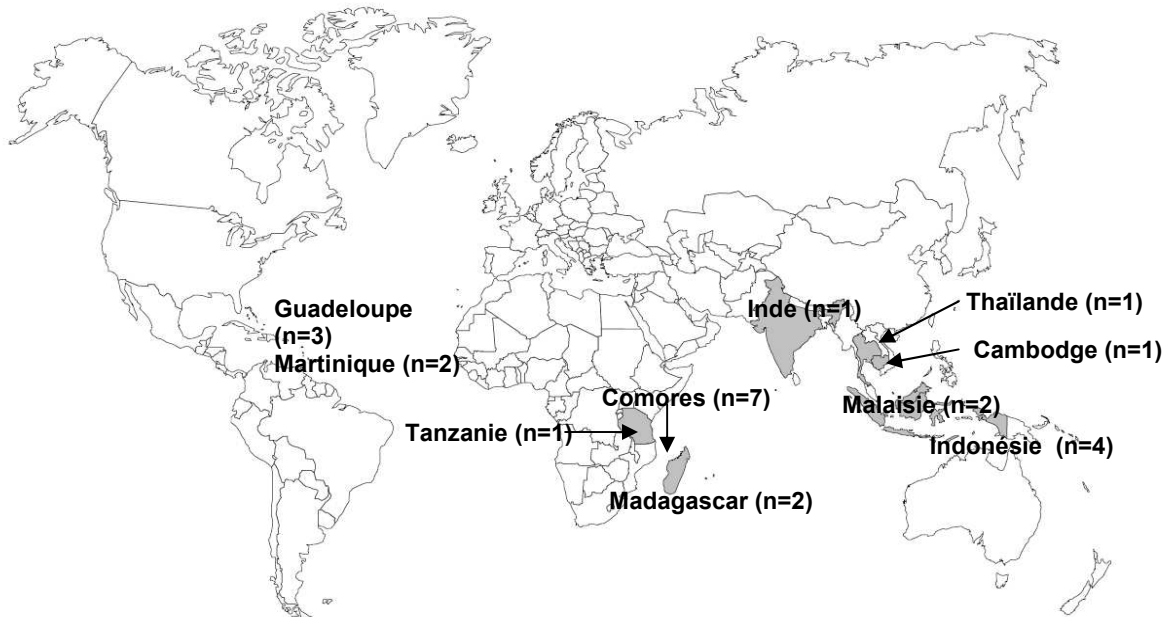 Guadeloupe
(n=3)
Martinique (n=2)
Inde (n=1)
Thaïlande (n=1)
Cambodge (n=1)
Comores (n=7)
Malaisie (n=2)
Tanzanie (n=1)
Indonésie (n=4)
Madagascar (n=2)